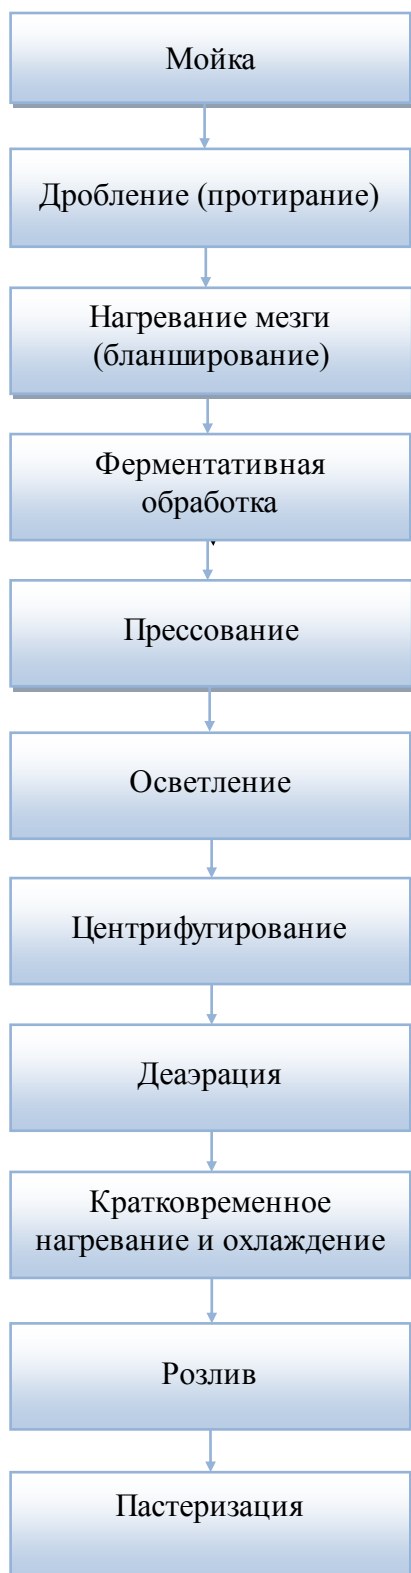 Мойка
Дробление (протирание)
Нагревание мезги
(бланширование)
Ферментативная
обработка
Прессование
Осветление
Центрифугирование
Деаэрация
Кратковременное
нагревание и охлаждение
Розлив
Пастеризация